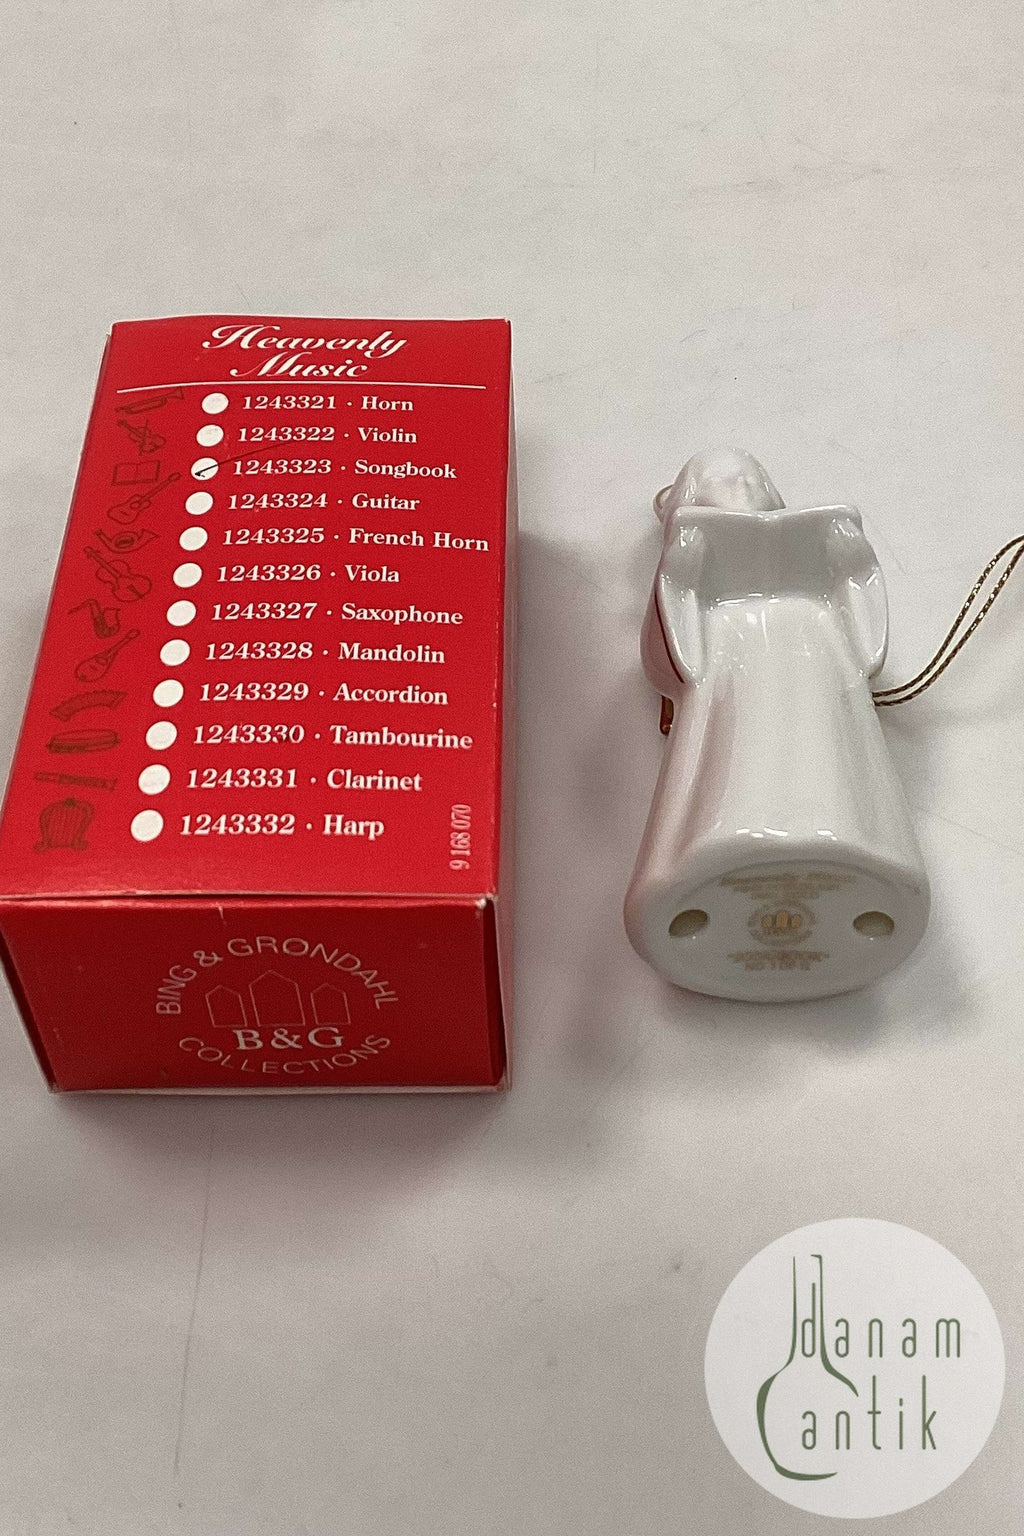 Heavenly
Music
1243321 · Horn
1243322 · Violin
1243323 · Songbook
1243324 · Guitar
1243325 · French Horn
1243326 · Viola
1243327 · Saxophone
1243328 · Mandolin
1243329 · Accordion
1243330 · Tambourine
1243331 · Clarinet
1243332 · Harp
9 168 070
BING & GRONDAHL
B&G
COLLECTIONS
"SONGBOOK"
danam
antik